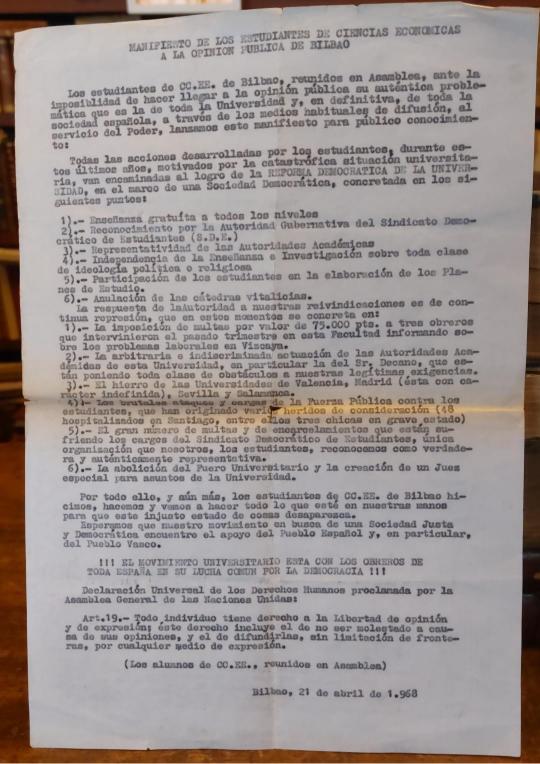 MANIFIESTO DE LOS ESTUDIANTES DE CIENCIAS ECONOMICAS
A LA OPINION PUBLICA DE BILBAO
Los estudiantes de CC.EE. de Bilbao, reunidos en Asamblea, ante la
imposiblidad de hacer llegar a la opinión pública su auténtica proble-
mática que es la de toda la Universidad y, en definitiva, de toda la
sociedad española, a través de los medios habituales de difusión, al
servicio del Poder, lanzamos este manifiesto para público conocimien-
to:
Todas las acciones desarrolladas por los estudiantes, durante es-
tos últimos años, motivados por la catastrófica situación universita-
ria, van encaminadas al logro de la REFORMA DEMOCRATICA DE LA UNIVER-
SIDAD, en el marco de una Sociedad Democrática, concretada en los si-
guientes puntos:
1).- Enseñanza gratuita a todos los niveles
2).- Reconocimiento por la Autoridad Gubernativa del Sindicato Demo-
crático de Estudiantes (S.D.E.)
3).- Representatividad de las Autoridades Académicas
4).- Independencia de la Enseñanza e Investigación sobre toda clase
de ideología política o religiosa
5).- Participación de los estudiantes en la elaboración de los Pla-
nes de Estudio.
6).- Anulación de las cátedras vitalicias.
La respuesta de laAutoridad a nuestras reivindicaciones es de con-
tinua represión, que en estos momentos se concreta en:
1).- La imposición de multas por valor de 75.000 pts. a tres obreros
que intervinieron el pasado trimestre en esta Facultad informando so-
bre los problemas laborales en Vizcaya.
2).- La arbitraria e indiscriminada actuación de las Autoridades Aca-
démicas de esta Universidad, en particular la del Sr. Decano, que es-
tán poniendo toda clase de obstáculos a nuestras legítimas exigencias.
3).- El hierro de las Universidades de Valencia, Madrid (ésta con ca-
rácter indefinida), Sevilla y Salamanca.
4).- Los brutales ataques y cargas de la Fuerza Pública contra los
estudiantes, que han originado varios heridos de consideración (48
hospitalizados en Santiago, entre ellos tres chicas en grave estado)
5).- El gran número de multas y de encarcelamientos que están su-
friendo los cargos del Sindicato Democrático de Estudiantes, única
organización que nosotros, los estudiantes, reconocemos como verdade-
ra y auténticamente representativa.
6).- La abolición del Fuero Universitario y la creación de un Juez
especial para asuntos de la Universidad.
Por todo ello, y aún más, los estudiantes de CC.EE. de Bilbao hi-
cimos, hacemos y vamos a hacer todo lo que esté en nuestras manos
para que este injusto estado de cosas desaparezca.
Esperamos que nuestro movimiento en busca de una Sociedad Justa
y Democrática encuentre el apoyo del Pueblo Español y, en particular,
del Pueblo Vasco.
!!! EL MOVIMIENTO UNIVERSITARIO ESTA CON LOS OBREROS DE
TODA ESPAÑA EN SU LUCHA COMUN POR LA DEMOCRACIA !!!
Declaración Universal de los Derechos Humanos proclamada por la
Asamblea General de las Naciones Unidas:
Art.19.- Todo individuo tiene derecho a la Libertad de opinión
y de expresión; éste derecho incluye el de no ser molestado a cau-
sa de sus opiniones, y el de difundirlas, sin limitación de fronte-
ras, por cualquier medio de expresión.
(Los alumnos de CC.EE., reunidos en Asamblea)
Bilbao, 21 de abril de 1.968